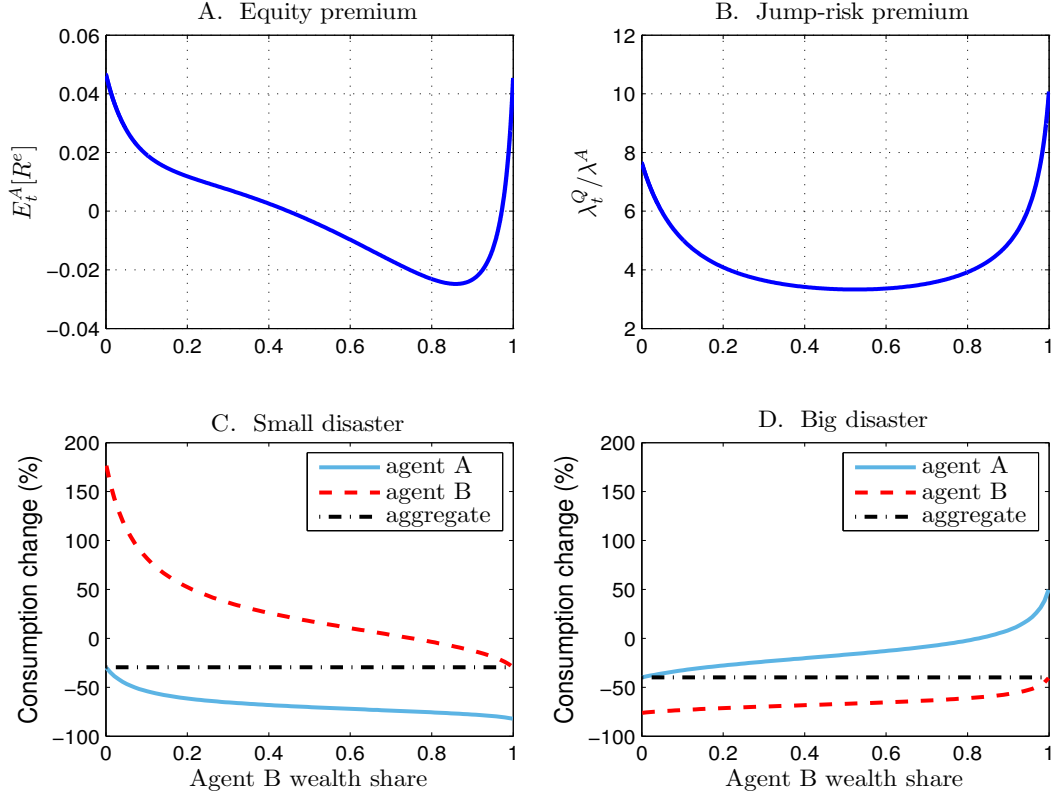 A. Equity premium
0.06
0.04
0.02
0
−0.02
−0.04
E_t^A[R^e]
0 0.2 0.4 0.6 0.8 1
B. Jump-risk premium
12
10
8
6
4
2
λ_t^Q/λ^A
0 0.2 0.4 0.6 0.8 1
C. Small disaster
200
150
100
50
0
−50
−100
Consumption change (%)
agent A
agent B
aggregate
0 0.2 0.4 0.6 0.8 1
Agent B wealth share
D. Big disaster
200
150
100
50
0
−50
−100
Consumption change (%)
agent A
agent B
aggregate
0 0.2 0.4 0.6 0.8 1
Agent B wealth share